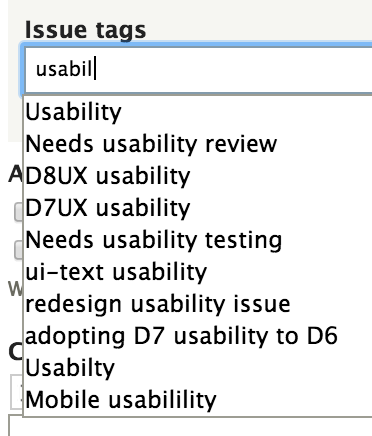 Issue tags
usabil
Usability
Needs usability review
D8UX usability
D7UX usability
Needs usability testing
ui-text usability
redesign usability issue
adopting D7 usability to D6
Usabilty
Mobile usabilility